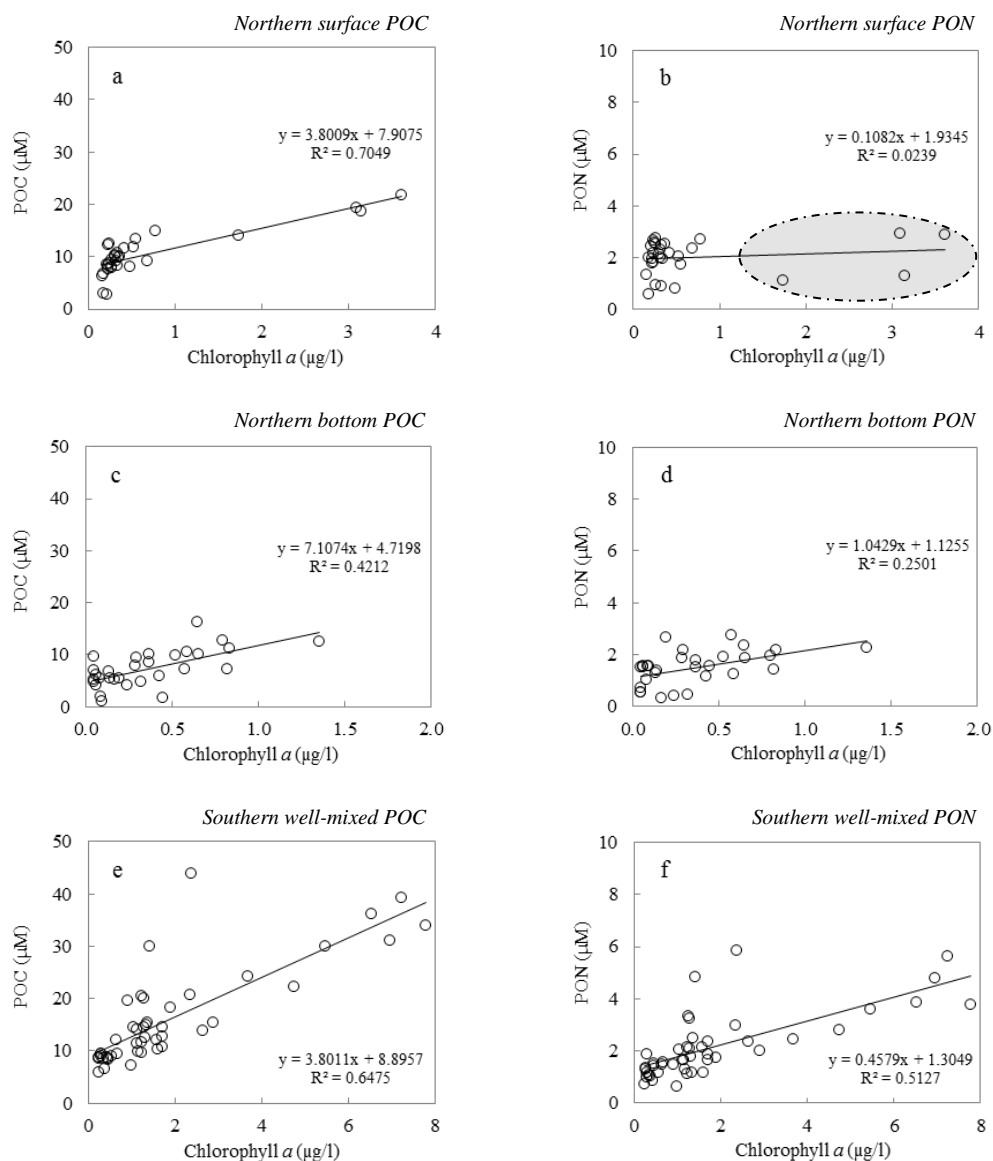 Northern surface POC
50
40
30
20
10
0
POC (µM)
a
y = 3.8009x + 7.9075
R² = 0.7049
0 1 2 3 4
Chlorophyll a (µg/l)
Northern surface PON
10
8
6
4
2
0
PON (µM)
b
y = 0.1082x + 1.9345
R² = 0.0239
0 1 2 3 4
Chlorophyll a (µg/l)
Northern bottom POC
50
40
30
20
10
0
POC (µM)
c
y = 7.1074x + 4.7198
R² = 0.4212
0.0 0.5 1.0 1.5 2.0
Chlorophyll a (µg/l)
Northern bottom PON
10
8
6
4
2
0
PON (µM)
d
y = 1.0429x + 1.1255
R² = 0.2501
0.0 0.5 1.0 1.5 2.0
Chlorophyll a (µg/l)
Southern well-mixed POC
50
40
30
20
10
0
POC (µM)
e
y = 3.8011x + 8.8957
R² = 0.6475
0 2 4 6 8
Chlorophyll a (µg/l)
Southern well-mixed PON
10
8
6
4
2
0
PON (µM)
f
y = 0.4579x + 1.3049
R² = 0.5127
0 2 4 6 8
Chlorophyll a (µg/l)